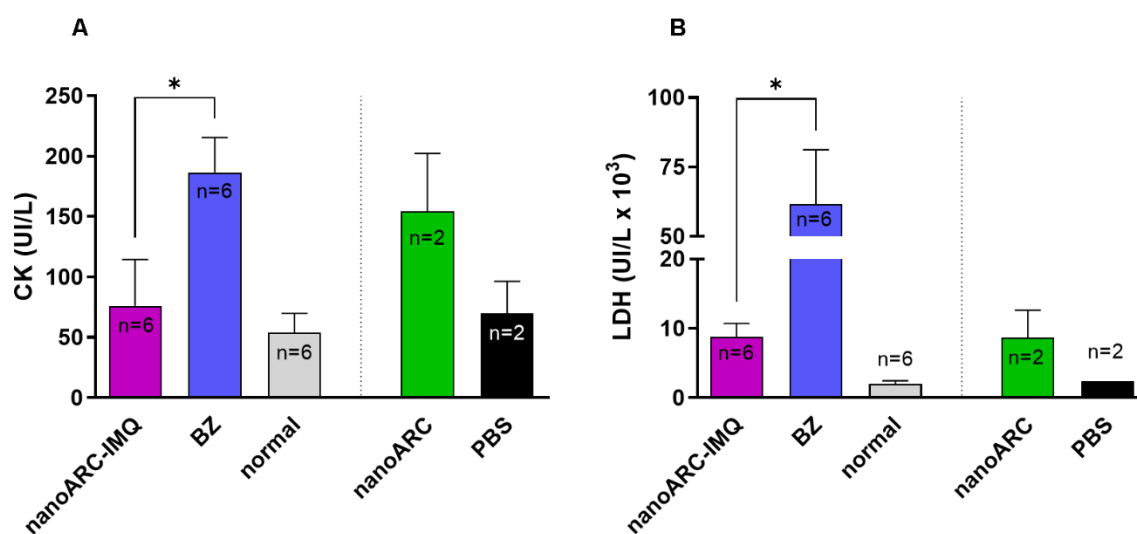 A
CK (UI/L)
250
200
150
100
50
0
*
n=6
n=6
n=6
n=2
n=2
nanoARC-IMQ
BZ
normal
nanoARC
PBS
B
LDH (UI/L x 10³)
100
75
50
20
10
0
*
n=6
n=6
n=6
n=2
n=2
nanoARC-IMQ
BZ
normal
nanoARC
PBS